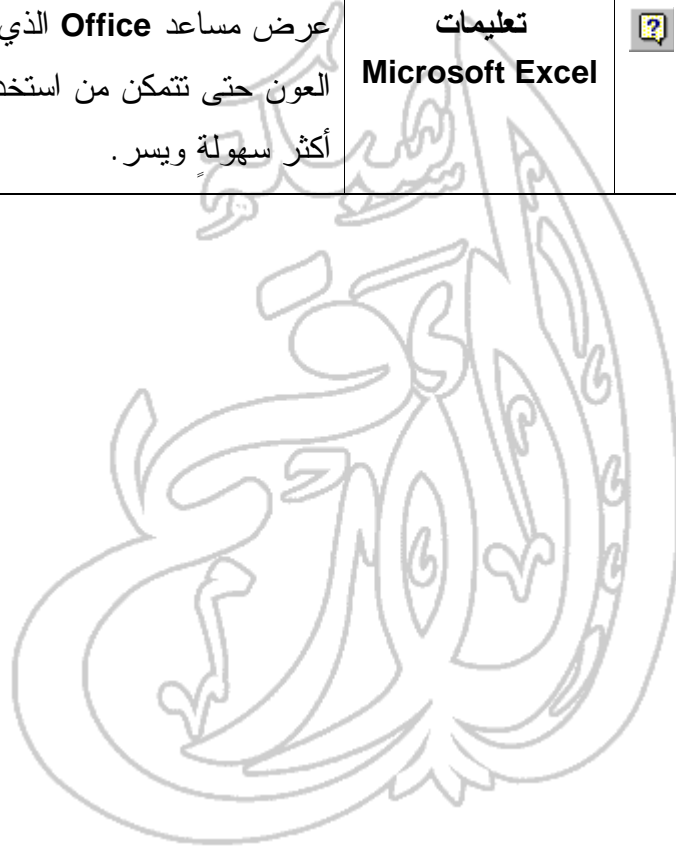 ?
تعليمات
Microsoft Excel
عرض مساعد Office الذي
العون حتى تتمكن من استخد
أكثر سهولةٍ ويسر.